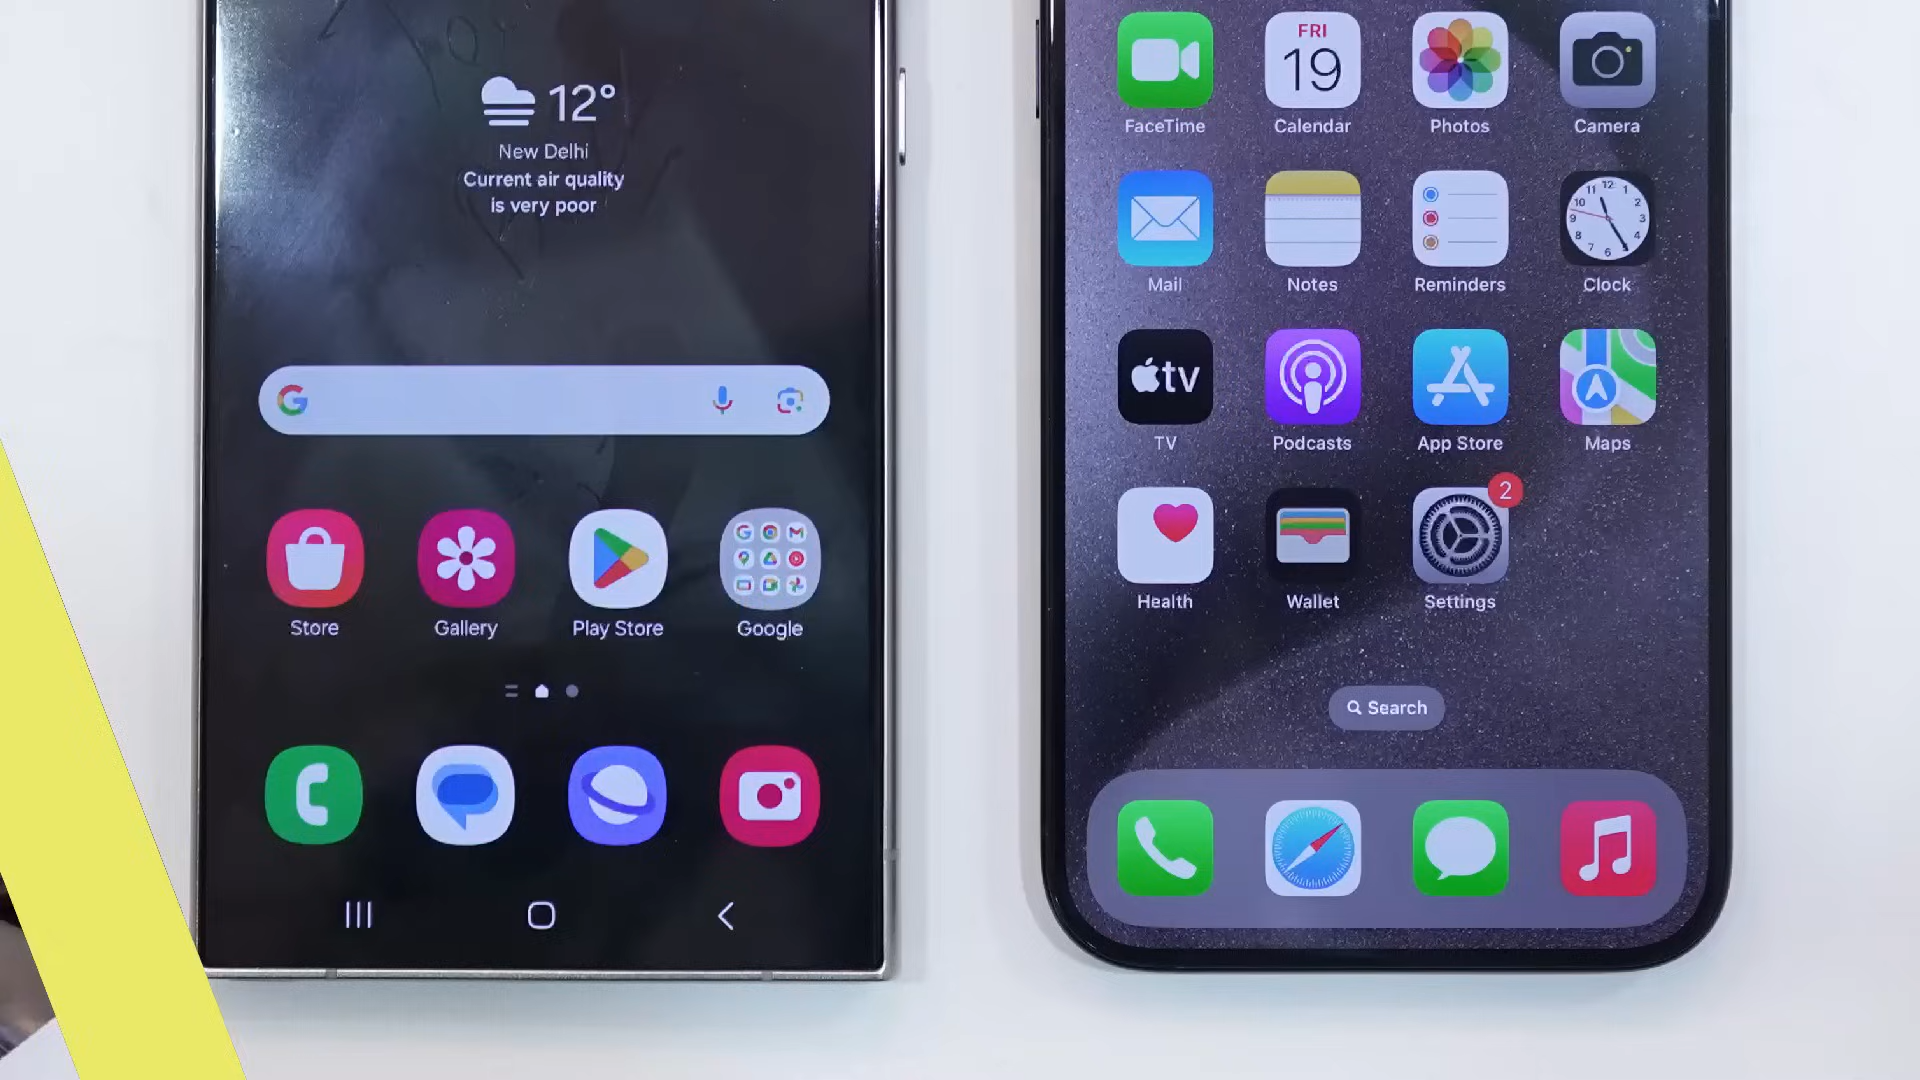 12°
New Delhi
Current air quality
is very poor
Store
Gallery
Play Store
Google
FRI
19
FaceTime
Calendar
Photos
Camera
Mail
Notes
Reminders
Clock
tv
TV
Podcasts
App Store
Maps
2
Health
Wallet
Settings
Search